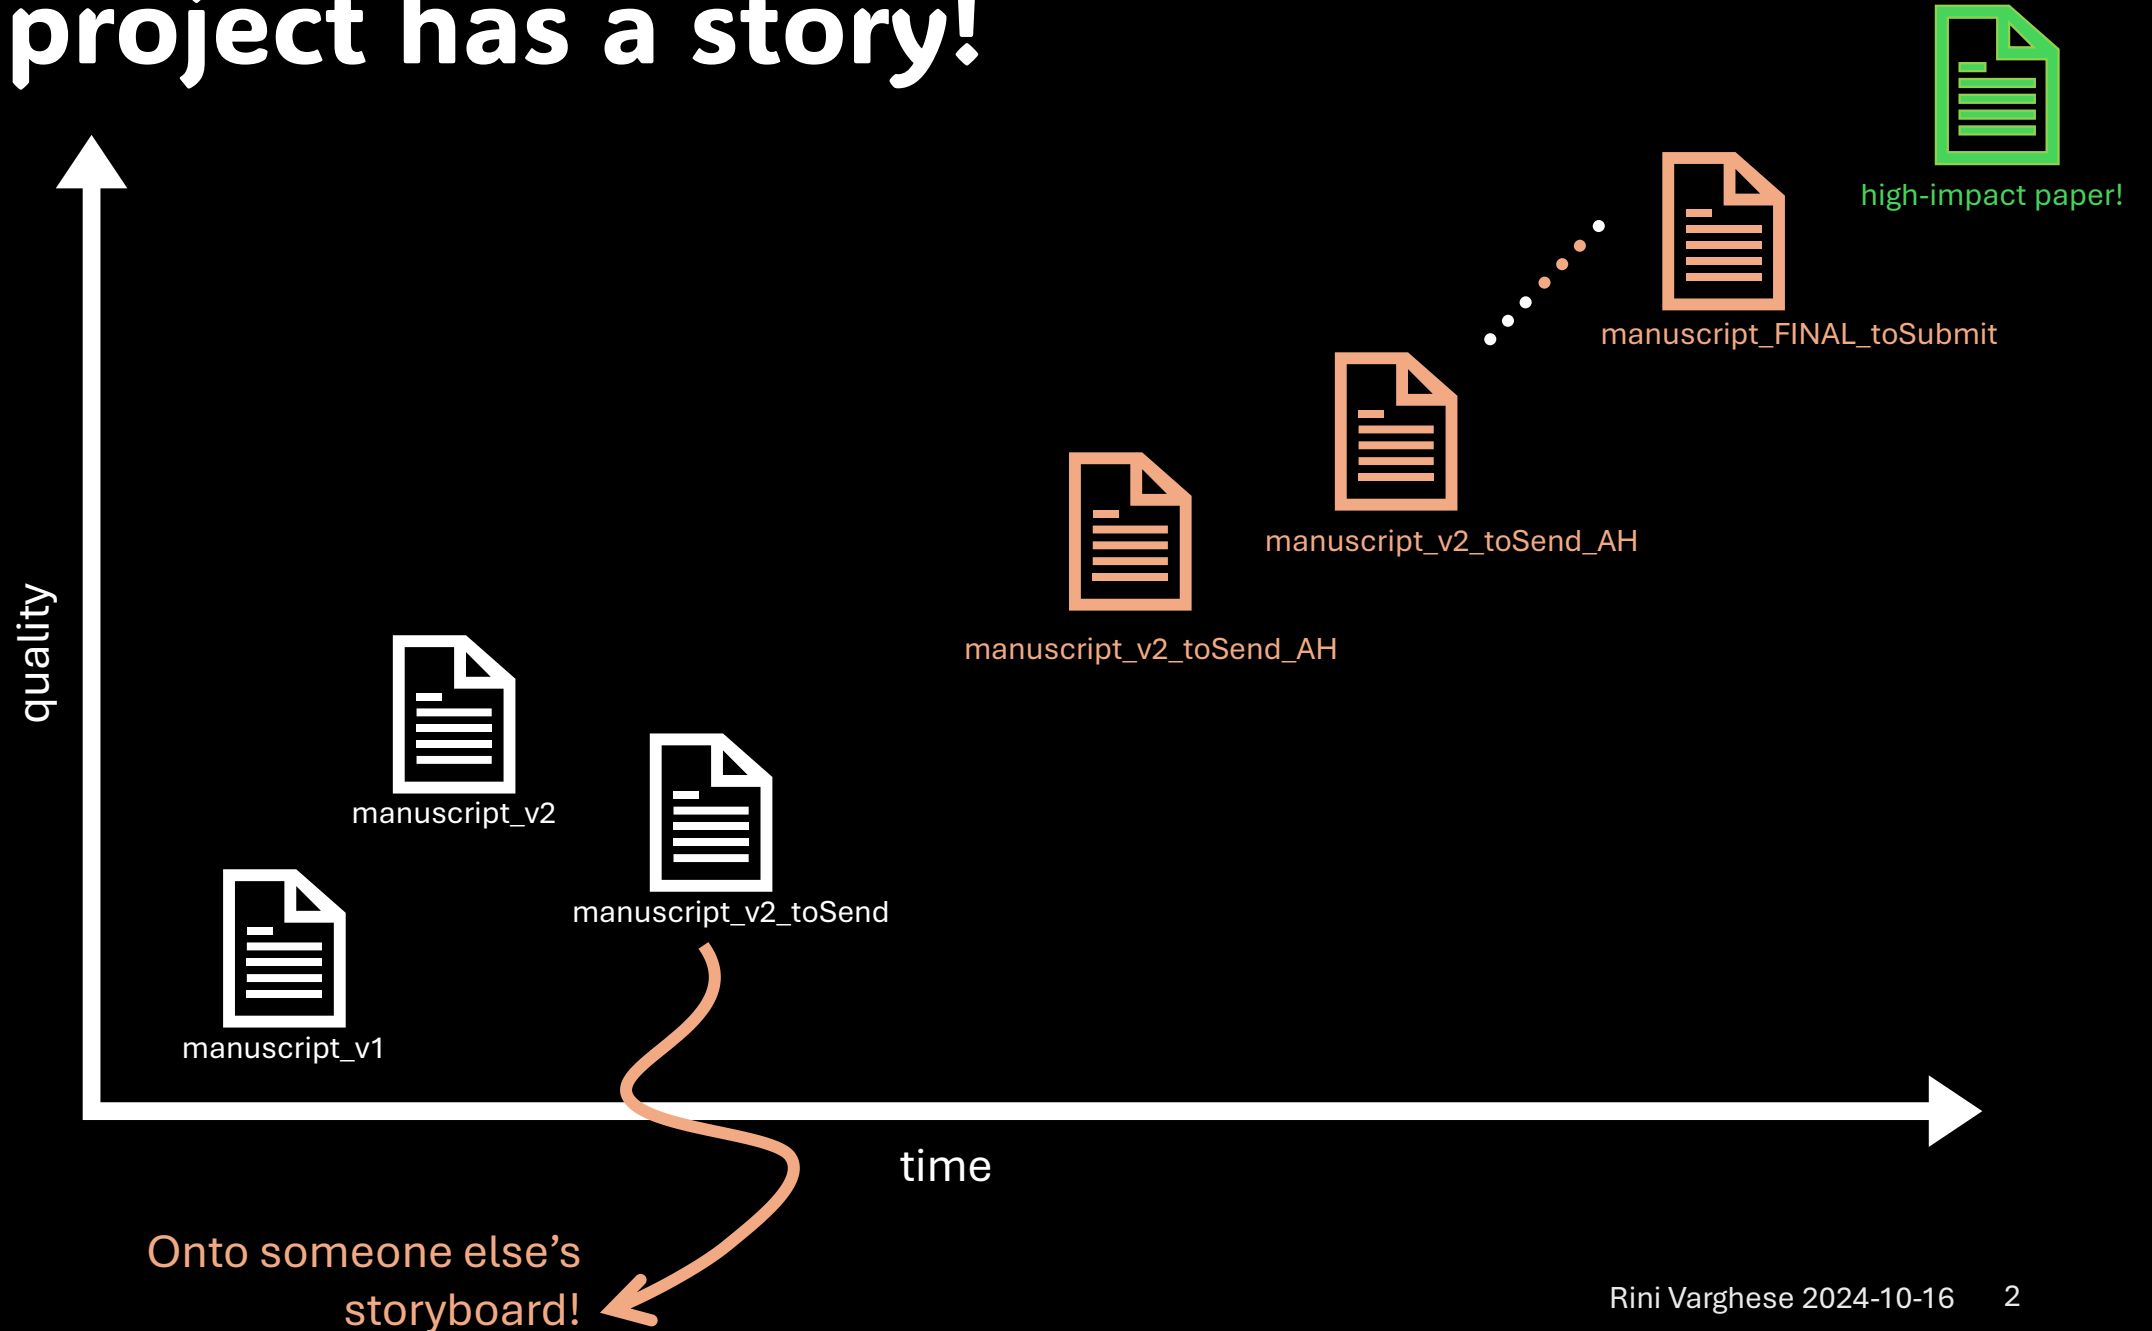 project has a story!
high-impact paper!
manuscript_FINAL_toSubmit
manuscript_v2_toSend_AH
manuscript_v2_toSend_AH
quality
manuscript_v2
manuscript_v2_toSend
manuscript_v1
time
Onto someone else’s
storyboard!
Rini Varghese 2024-10-16 2